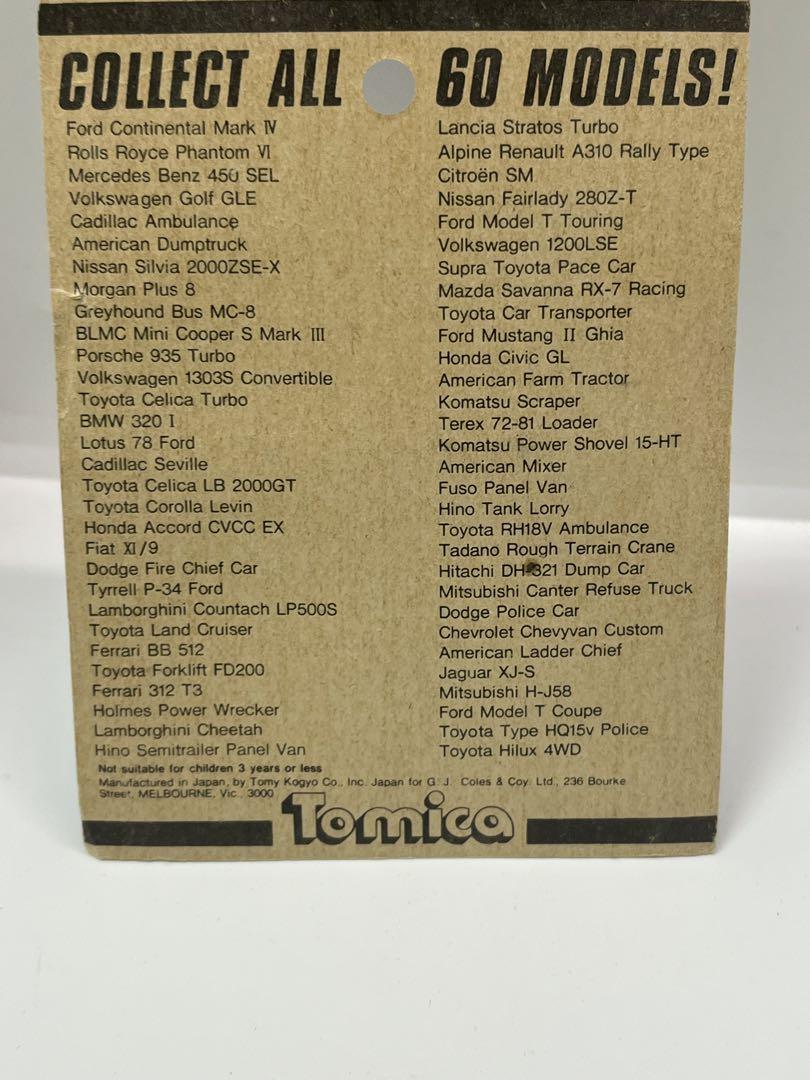 COLLECT ALL 60 MODELS!
Ford Continental Mark IV
Rolls Royce Phantom VI
Mercedes Benz 450 SEL
Volkswagen Golf GLE
Cadillac Ambulance
American Dumptruck
Nissan Silvia 2000ZSE-X
Morgan Plus 8
Greyhound Bus MC-8
BLMC Mini Cooper S Mark III
Porsche 935 Turbo
Volkswagen 1303S Convertible
Toyota Celica Turbo
BMW 320 I
Lotus 78 Ford
Cadillac Seville
Toyota Celica LB 2000GT
Toyota Corolla Levin
Honda Accord CVCC EX
Fiat XI/9
Dodge Fire Chief Car
Tyrrell P-34 Ford
Lamborghini Countach LP500S
Toyota Land Cruiser
Ferrari BB 512
Toyota Forklift FD200
Ferrari 312 T3
Holmes Power Wrecker
Lamborghini Cheetah
Hino Semitrailer Panel Van
Lancia Stratos Turbo
Alpine Renault A310 Rally Type
Citroën SM
Nissan Fairlady 280Z-T
Ford Model T Touring
Volkswagen 1200LSE
Supra Toyota Pace Car
Mazda Savanna RX-7 Racing
Toyota Car Transporter
Ford Mustang II Ghia
Honda Civic GL
American Farm Tractor
Komatsu Scraper
Terex 72-81 Loader
Komatsu Power Shovel 15-HT
American Mixer
Fuso Panel Van
Hino Tank Lorry
Toyota RH18V Ambulance
Tadano Rough Terrain Crane
Hitachi DH-321 Dump Car
Mitsubishi Canter Refuse Truck
Dodge Police Car
Chevrolet Chevyvan Custom
American Ladder Chief
Jaguar XJ-S
Mitsubishi H-J58
Ford Model T Coupe
Toyota Type HQ15v Police
Toyota Hilux 4WD
Not suitable for children 3 years or less
Manufactured in Japan, by Tomy Kogyo Co., Inc. Japan for G. J. Coles & Coy. Ltd., 236 Bourke
Street, MELBOURNE, Vic. 3000
Tomica